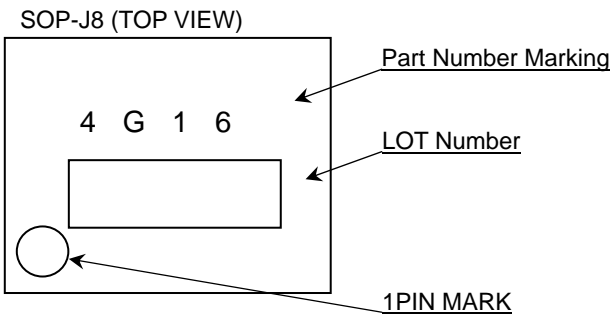 SOP-J8 (TOP VIEW)
Part Number Marking
4 G 1 6
LOT Number
1PIN MARK